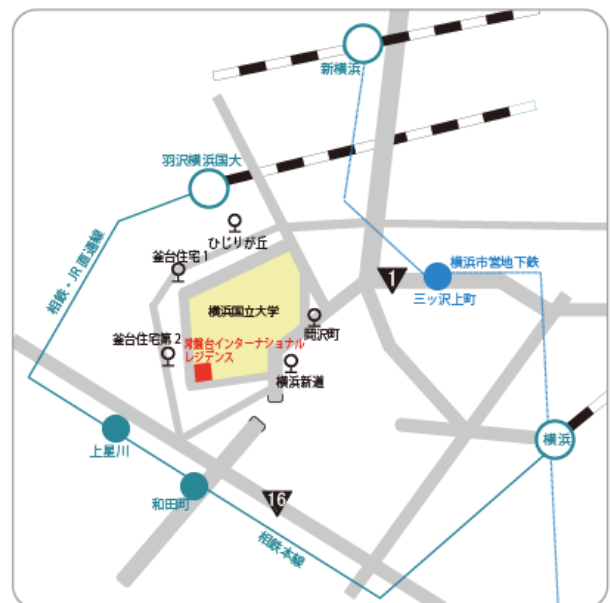 新横浜
羽沢横浜国大
ひじりが丘
釜台住宅1
相鉄・JR直通線
横浜市営地下鉄
1
三ッ沢上町
横浜国立大学
岡沢町
釜台住宅第2
常盤台インターナショナル
レジデンス
横浜新道
上星川
横浜
和田町
16
相鉄本線